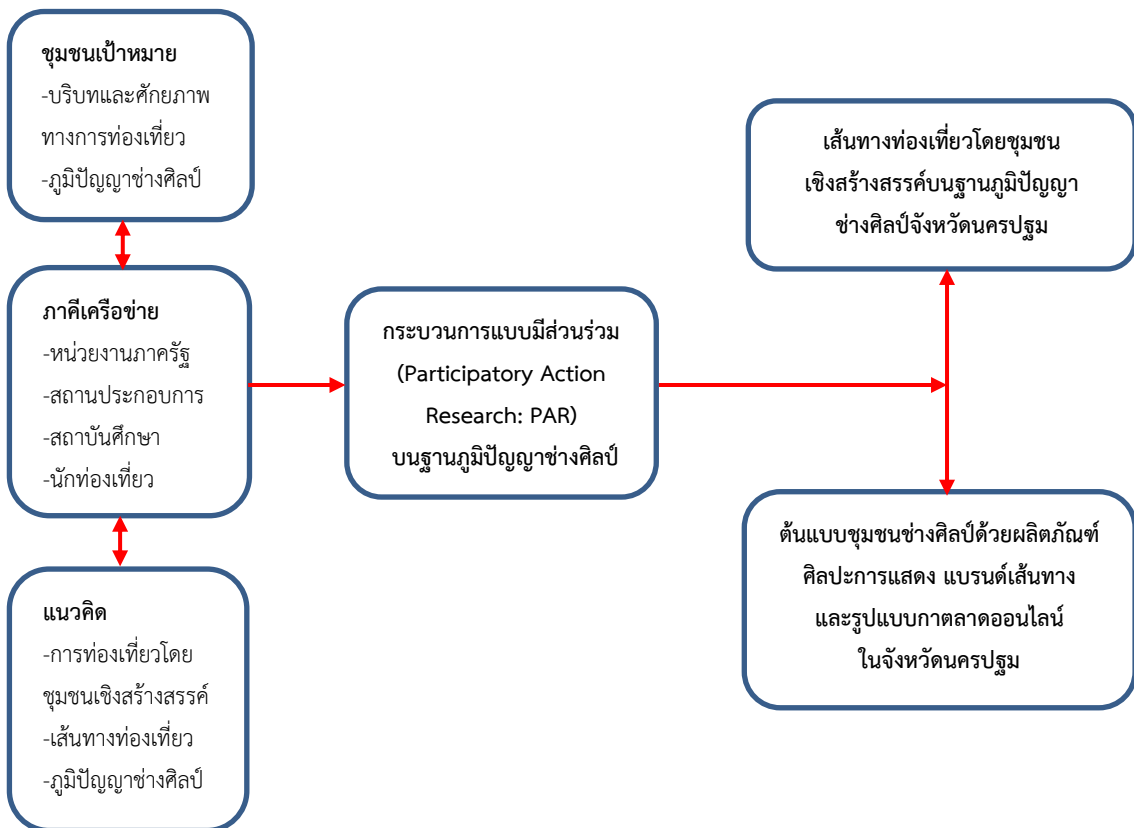 ชุมชนเป้าหมาย
-บริบทและศักยภาพ
ทางการท่องเที่ยว
-ภูมิปัญญาช่างศิลป์
ภาคีเครือข่าย
-หน่วยงานภาครัฐ
-สถานประกอบการ
-สถาบันศึกษา
-นักท่องเที่ยว
แนวคิด
-การท่องเที่ยวโดย
ชุมชนเชิงสร้างสรรค์
-เส้นทางท่องเที่ยว
-ภูมิปัญญาช่างศิลป์
กระบวนการแบบมีส่วนร่วม
(Participatory Action
Research: PAR)
บนฐานภูมิปัญญาช่างศิลป์
เส้นทางท่องเที่ยวโดยชุมชน
เชิงสร้างสรรค์บนฐานภูมิปัญญา
ช่างศิลป์จังหวัดนครปฐม
ต้นแบบชุมชนช่างศิลป์ด้วยผลิตภัณฑ์
ศิลปะการแสดง แบรนด์เส้นทาง
และรูปแบบกาตลาดออนไลน์
ในจังหวัดนครปฐม